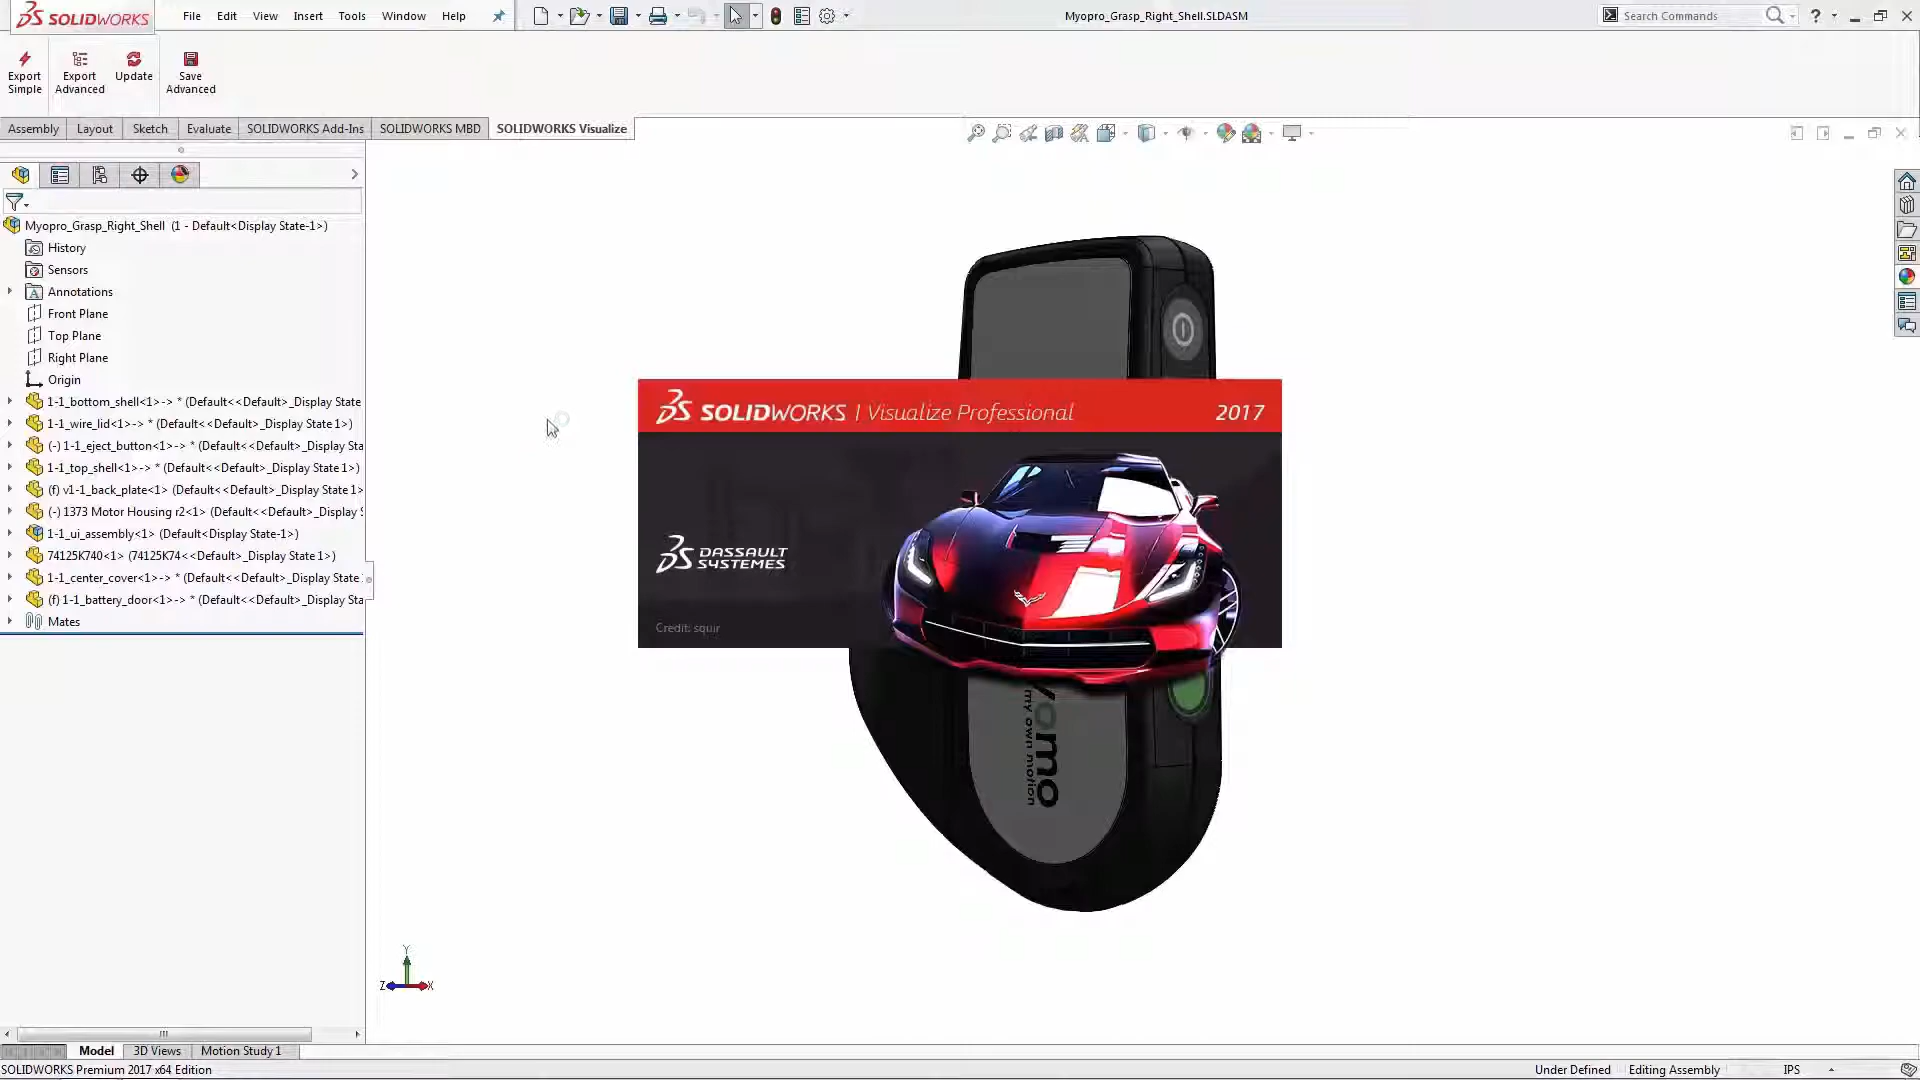 SOLIDWORKS
File Edit View Insert Tools Window Help
Myopro_Grasp_Right_Shell.SLDASM
Search Commands
Export Simple
Export Advanced
Update
Save Advanced
Assembly Layout Sketch Evaluate SOLIDWORKS Add-Ins SOLIDWORKS MBD SOLIDWORKS Visualize
Myopro_Grasp_Right_Shell (1 - Default<Display State-1>)
History
Sensors
Annotations
Front Plane
Top Plane
Right Plane
Origin
1-1_bottom_shell<1>-> * (Default<<Default>_Display State
1-1_wire_lid<1>-> * (Default<<Default>_Display State 1>)
(-) 1-1_eject_button<1>-> * (Default<<Default>_Display Sta
1-1_top_shell<1>-> * (Default<<Default>_Display State 1>)
(f) v1-1_back_plate<1> (Default<<Default>_Display State 1>
(-) 1373 Motor Housing r2<1> (Default<<Default>_Display S
1-1_ui_assembly<1> (Default<Display State-1>)
74125K740<1> (74125K74<<Default>_Display State 1>)
1-1_center_cover<1>-> * (Default<<Default>_Display State
(f) 1-1_battery_door<1>-> * (Default<<Default>_Display Sta
Mates
SOLIDWORKS | Visualize Professional 2017
DASSAULT
SYSTEMES
Credit: squir
yomo
my own motion
Y
Z
X
Model 3D Views Motion Study 1
SOLIDWORKS Premium 2017 x64 Edition
Under Defined Editing Assembly IPS